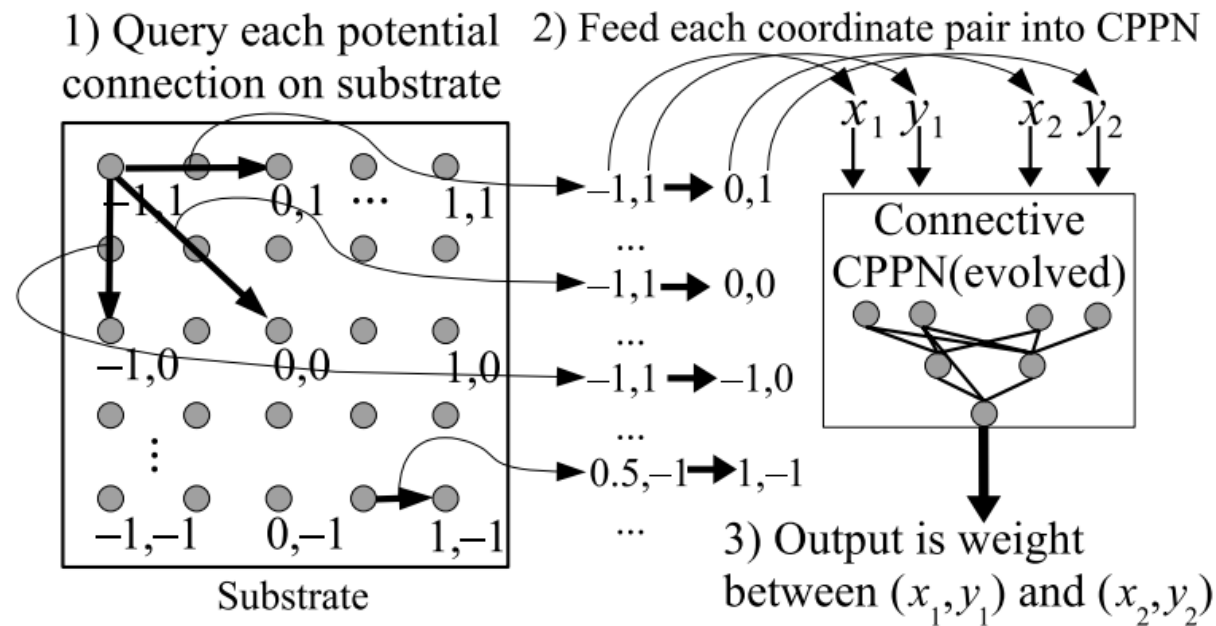 1) Query each potential
connection on substrate
–1,1
0,1
...
1,1
–1,0
0,0
1,0
...
–1,–1
0,–1
1,–1
Substrate
2) Feed each coordinate pair into CPPN
x1 y1 x2 y2
–1,1 0,1
...
–1,1 0,0
...
–1,1 –1,0
...
0.5,–1 1,–1
...
Connective
CPPN(evolved)
3) Output is weight
between (x1,y1) and (x2,y2)